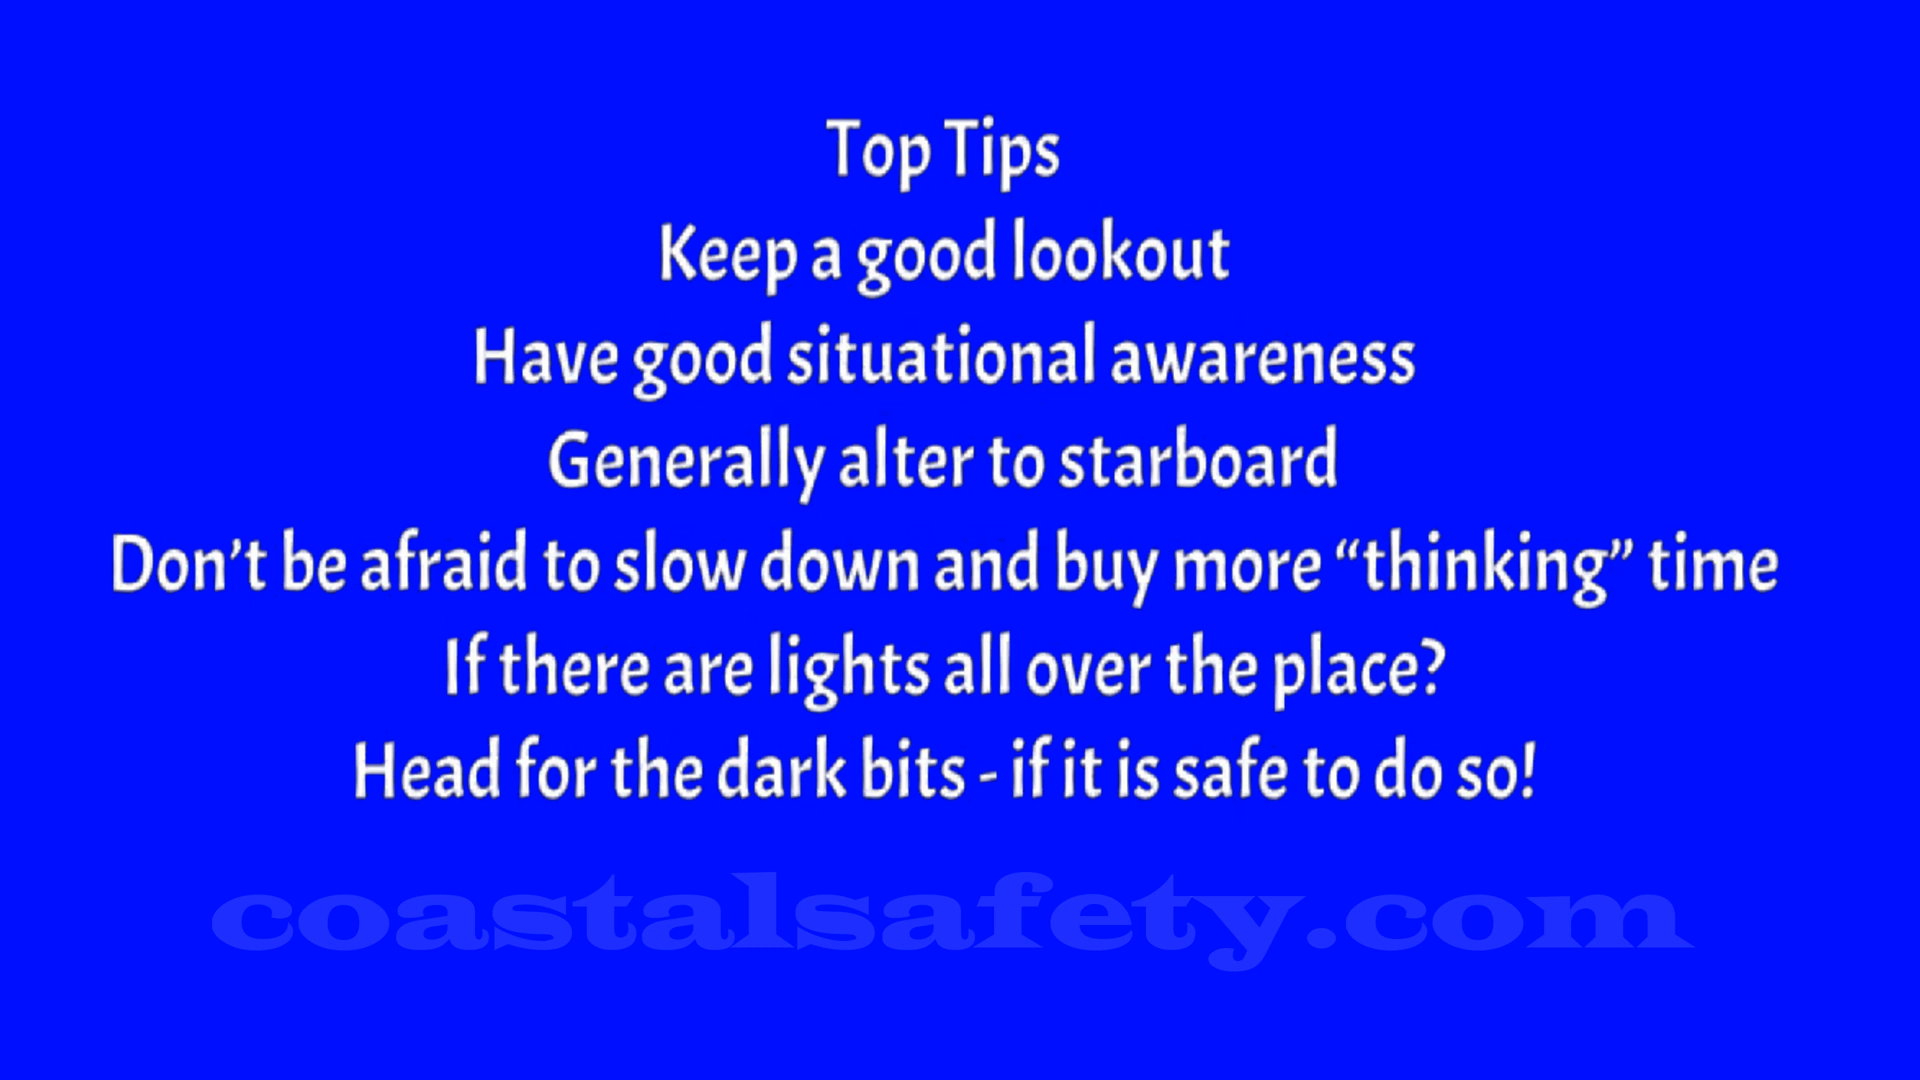 Top Tips
Keep a good lookout
Have good situational awareness
Generally alter to starboard
Don’t be afraid to slow down and buy more “thinking” time
If there are lights all over the place?
Head for the dark bits - if it is safe to do so!
coastalsafety.com